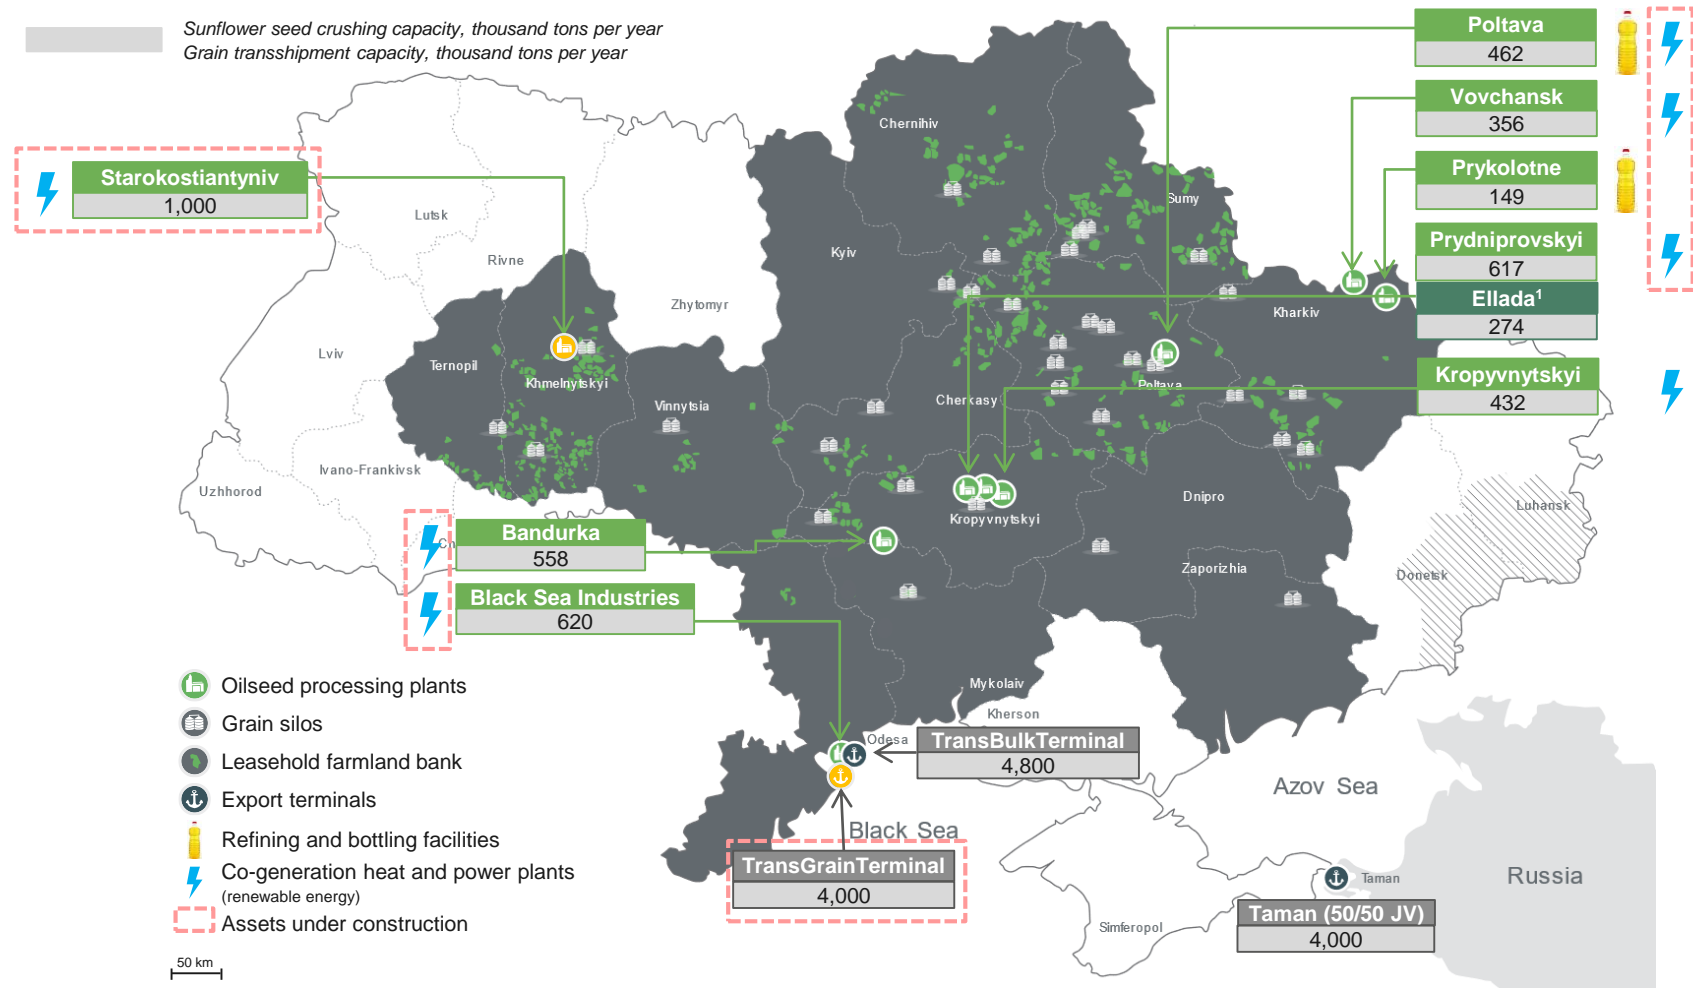 Sunflower seed crushing capacity, thousand tons per year
Grain transshipment capacity, thousand tons per year
Poltava
462
Vovchansk
356
Prykolotne
149
Prydniprovskyi
617
Ellada¹
274
Kropyvnytskyi
432
Starokostiantyniv
1,000
Chernihiv
Sumy
Lutsk
Rivne
Kyiv
Zhytomyr
Kharkiv
Lviv
Ternopil
Khmelnytskyi
Vinnytsia
Cherkasy
Poltava
Ivano-Frankivsk
Uzhhorod
Ch
Kropyvnytskyi
Dnipro
Luhansk
Donetsk
Zaporizhia
Bandurka
558
Black Sea Industries
620
Mykolaiv
Kherson
Odesa
TransBulkTerminal
4,800
Azov Sea
Black Sea
TransGrainTerminal
4,000
Taman
Russia
Taman (50/50 JV)
4,000
Simferopol
Oilseed processing plants
Grain silos
Leasehold farmland bank
Export terminals
Refining and bottling facilities
Co-generation heat and power plants
(renewable energy)
Assets under construction
50 km